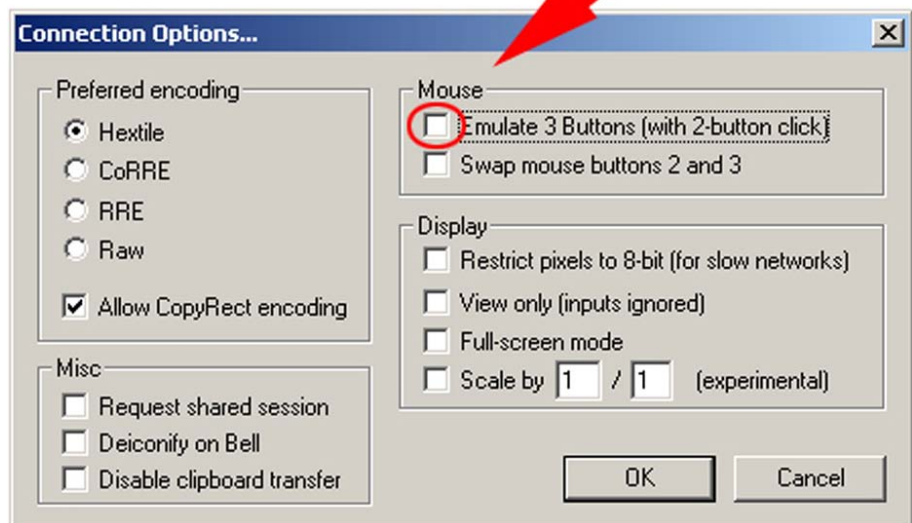 Connection Options...
Preferred encoding
Hextile
CoRRE
RRE
Raw
Allow CopyRect encoding
Misc
Request shared session
Deiconify on Bell
Disable clipboard transfer
Mouse
Emulate 3 Buttons (with 2-button click)
Swap mouse buttons 2 and 3
Display
Restrict pixels to 8-bit (for slow networks)
View only (inputs ignored)
Full-screen mode
Scale by 1 / 1 (experimental)
OK Cancel